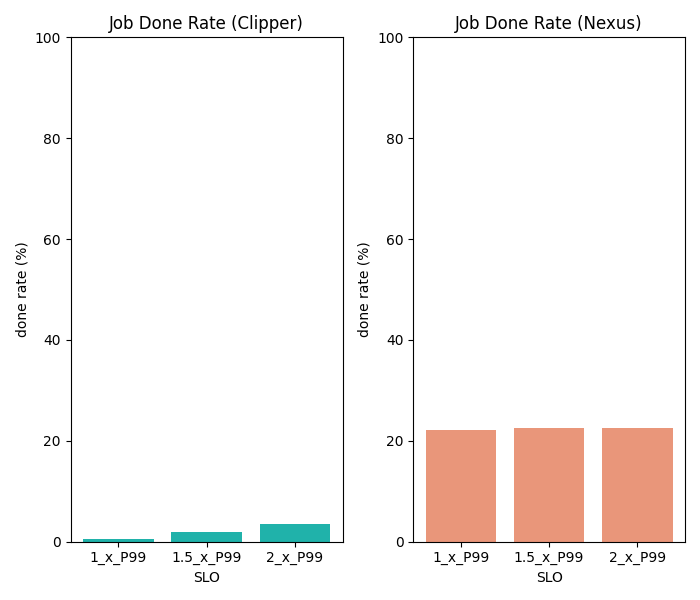 Job Done Rate (Clipper)
100
80
60
40
20
0
done rate (%)
1_x_P99
1.5_x_P99
2_x_P99
SLO
Job Done Rate (Nexus)
100
80
60
40
20
0
done rate (%)
1_x_P99
1.5_x_P99
2_x_P99
SLO